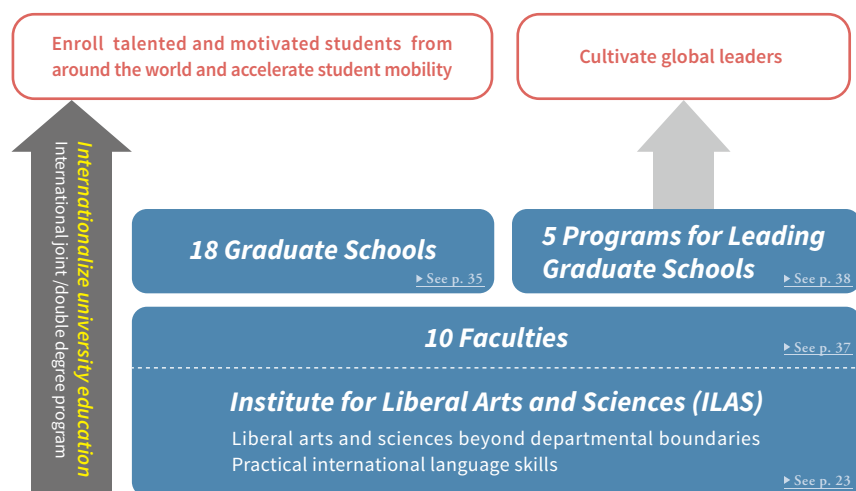 Enroll talented and motivated students from
around the world and accelerate student mobility
Cultivate global leaders
Internationalize university education
International joint /double degree program
18 Graduate Schools
See p. 35
5 Programs for Leading
Graduate Schools
See p. 38
10 Faculties
See p. 37
Institute for Liberal Arts and Sciences (ILAS)
Liberal arts and sciences beyond departmental boundaries
Practical international language skills
See p. 23